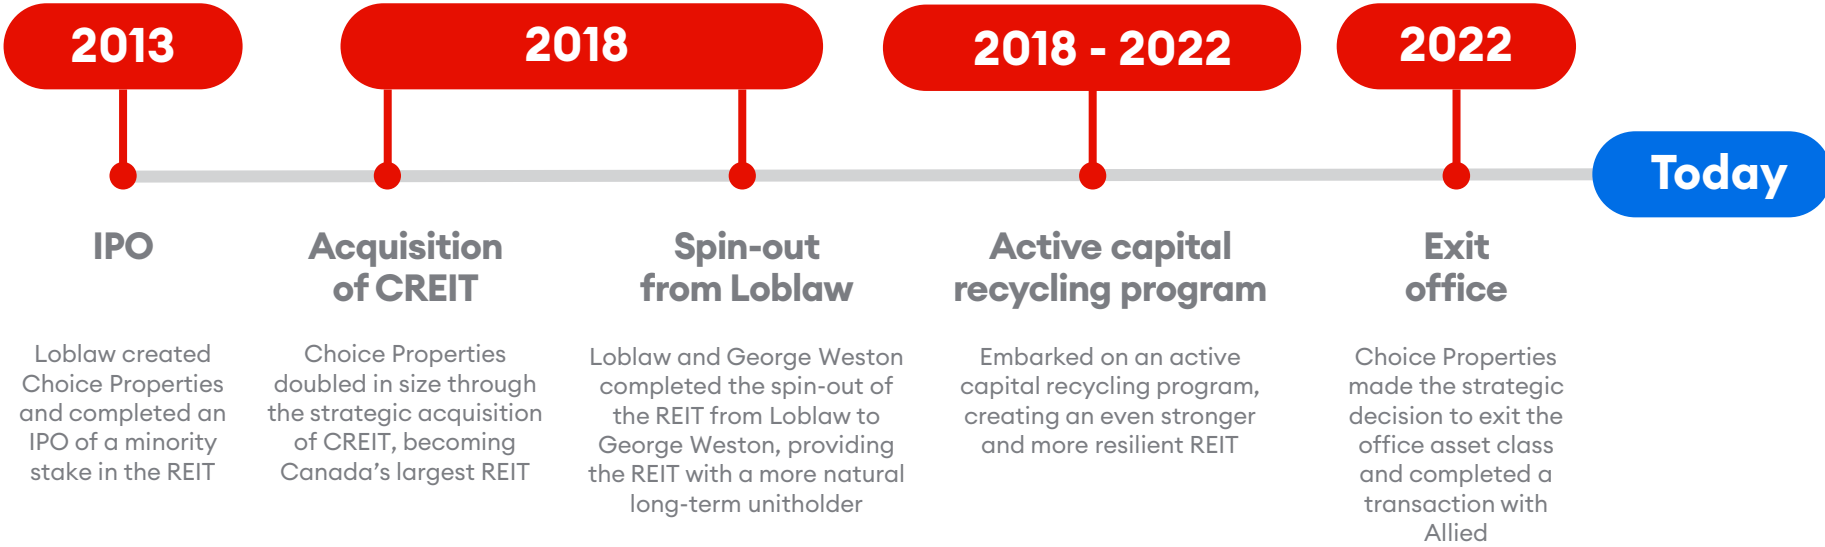 2013
2018
2018 - 2022
2022
Today
IPO
Loblaw created
Choice Properties
and completed an
IPO of a minority
stake in the REIT
Acquisition
of CREIT
Choice Properties
doubled in size through
the strategic acquisition
of CREIT, becoming
Canada’s largest REIT
Spin-out
from Loblaw
Loblaw and George Weston
completed the spin-out of
the REIT from Loblaw to
George Weston, providing
the REIT with a more natural
long-term unitholder
Active capital
recycling program
Embarked on an active
capital recycling program,
creating an even stronger
and more resilient REIT
Exit
office
Choice Properties
made the strategic
decision to exit the
office asset class
and completed a
transaction with
Allied